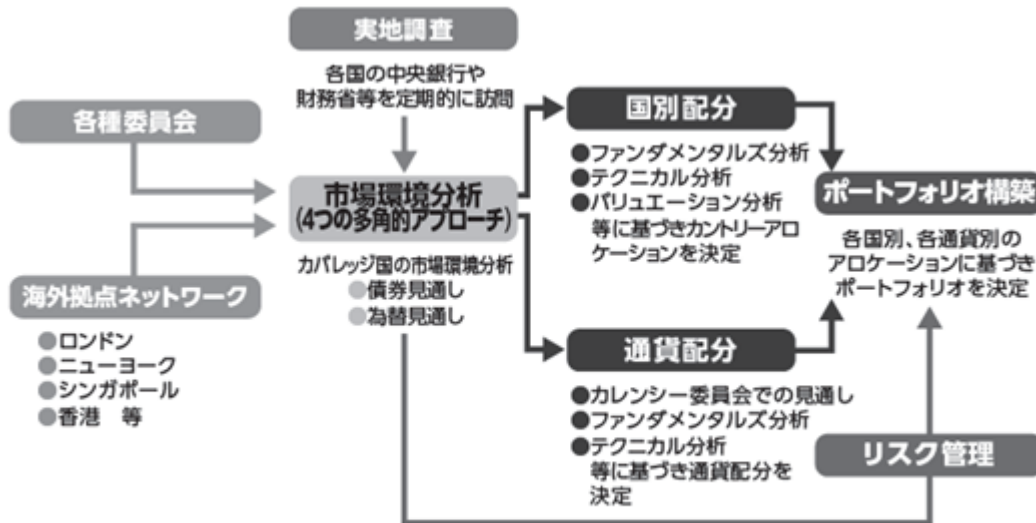 実地調査
各国の中央銀行や
財務省等を定期的に訪問
各種委員会
海外拠点ネットワーク
●ロンドン
●ニューヨーク
●シンガポール
●香港 等
市場環境分析
(4つの多角的アプローチ)
カバレッジ国の市場環境分析
●債券見通し
●為替見通し
国別配分
●ファンダメンタルズ分析
●テクニカル分析
●バリュエーション分析
等に基づきカントリーアロ
ケーションを決定
通貨配分
●カレンシー委員会での見通し
●ファンダメンタルズ分析
●テクニカル分析
等に基づき通貨配分を
決定
ポートフォリオ構築
各国別、各通貨別の
アロケーションに基づき
ポートフォリオを決定
リスク管理